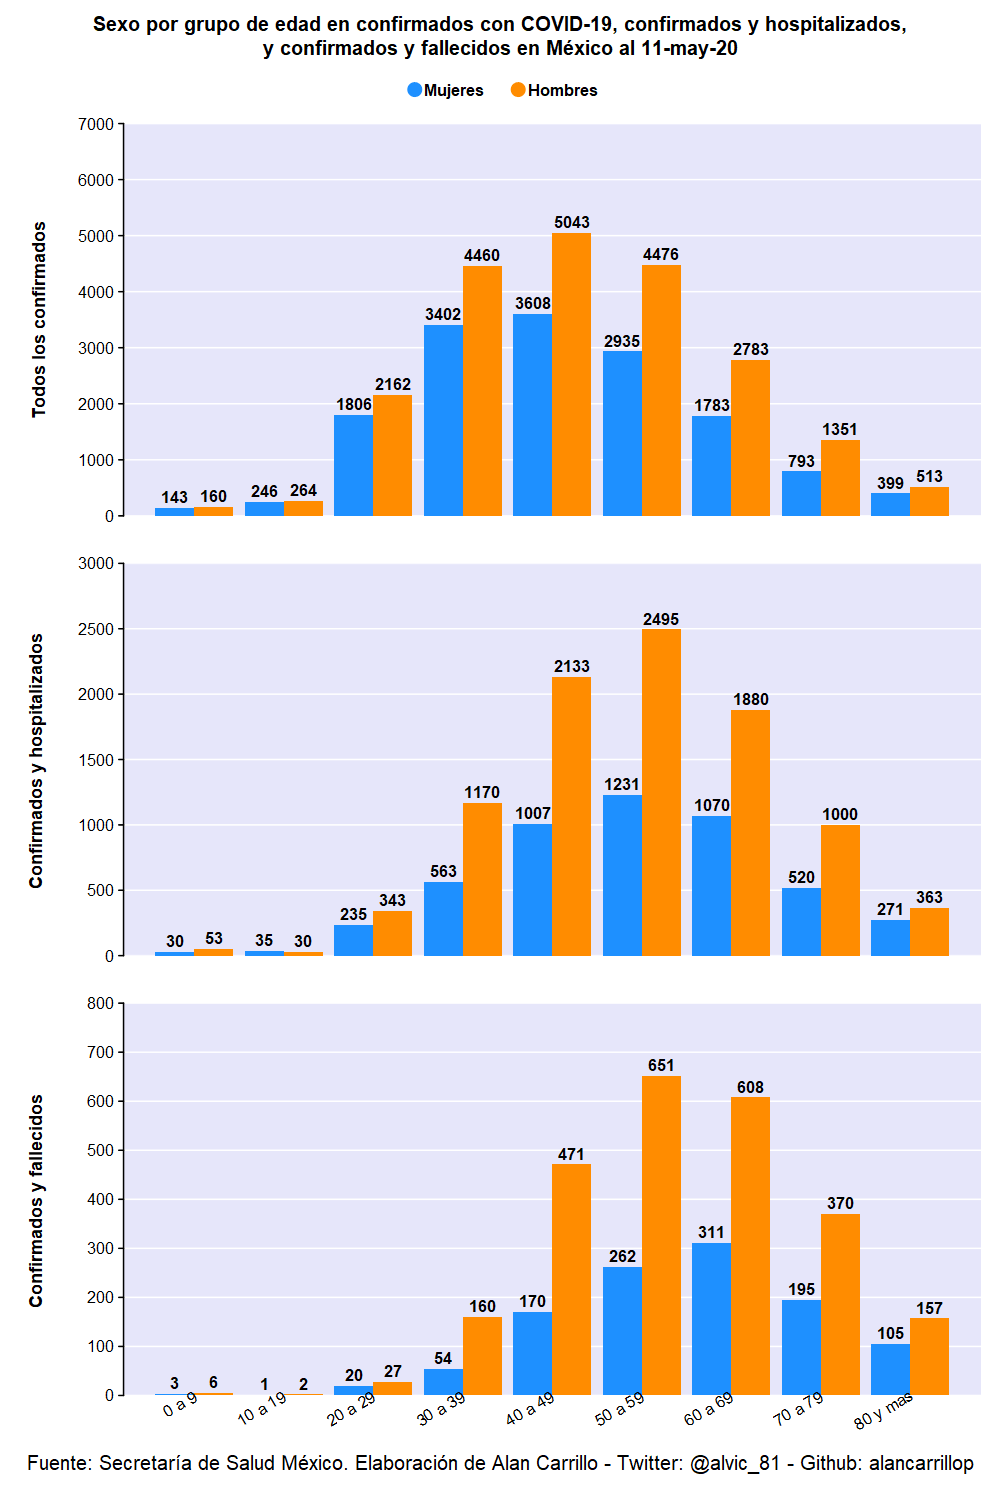 Sexo por grupo de edad en confirmados con COVID-19, confirmados y hospitalizados,
y confirmados y fallecidos en México al 11-may-20
Mujeres Hombres
Todos los confirmados
7000
6000
5000
4000
3000
2000
1000
0
143 160 246 264 1806 2162 3402 4460 3608 5043 2935 4476 1783 2783 793 1351 399 513
Confirmados y hospitalizados
3000
2500
2000
1500
1000
500
0
30 53 35 30 235 343 563 1170 1007 2133 1231 2495 1070 1880 520 1000 271 363
Confirmados y fallecidos
800
700
600
500
400
300
200
100
0
3 6 1 2 20 27 54 160 170 471 262 651 311 608 195 370 105 157
0 a 9 10 a 19 20 a 29 30 a 39 40 a 49 50 a 59 60 a 69 70 a 79 80 y mas
Fuente: Secretaría de Salud México. Elaboración de Alan Carrillo - Twitter: @alvic_81 - Github: alancarrillop